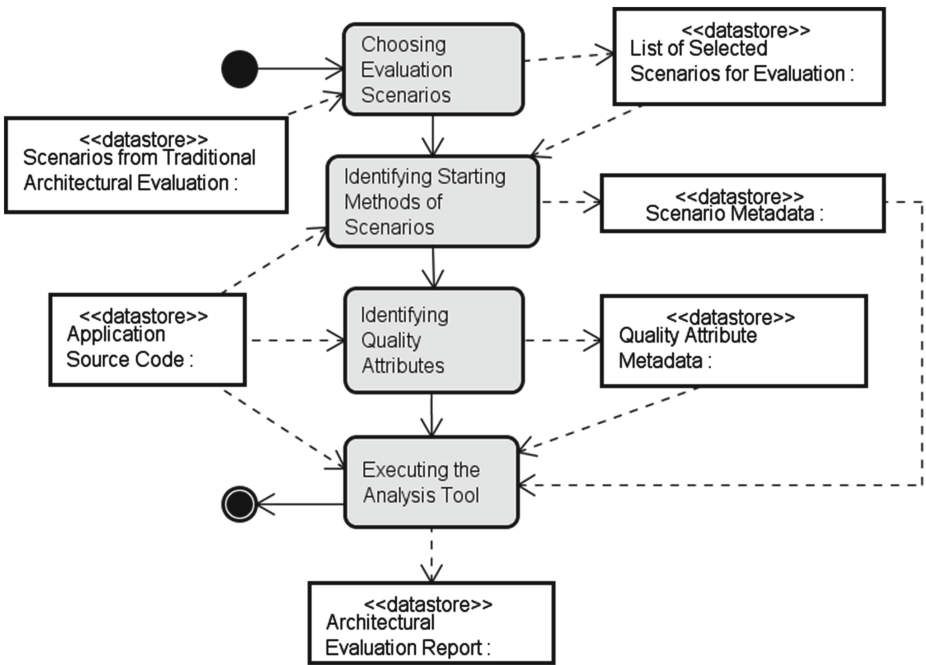 Choosing
Evaluation
Scenarios
<<datastore>>
List of Selected
Scenarios for Evaluation :
<<datastore>>
Scenarios from Traditional
Architectural Evaluation :
Identifying Starting
Methods of
Scenarios
<<datastore>>
Scenario Metadata :
<<datastore>>
Application
Source Code :
Identifying
Quality
Attributes
<<datastore>>
Quality Attribute
Metadata :
Executing the
Analysis Tool
<<datastore>>
Architectural
Evaluation Report :